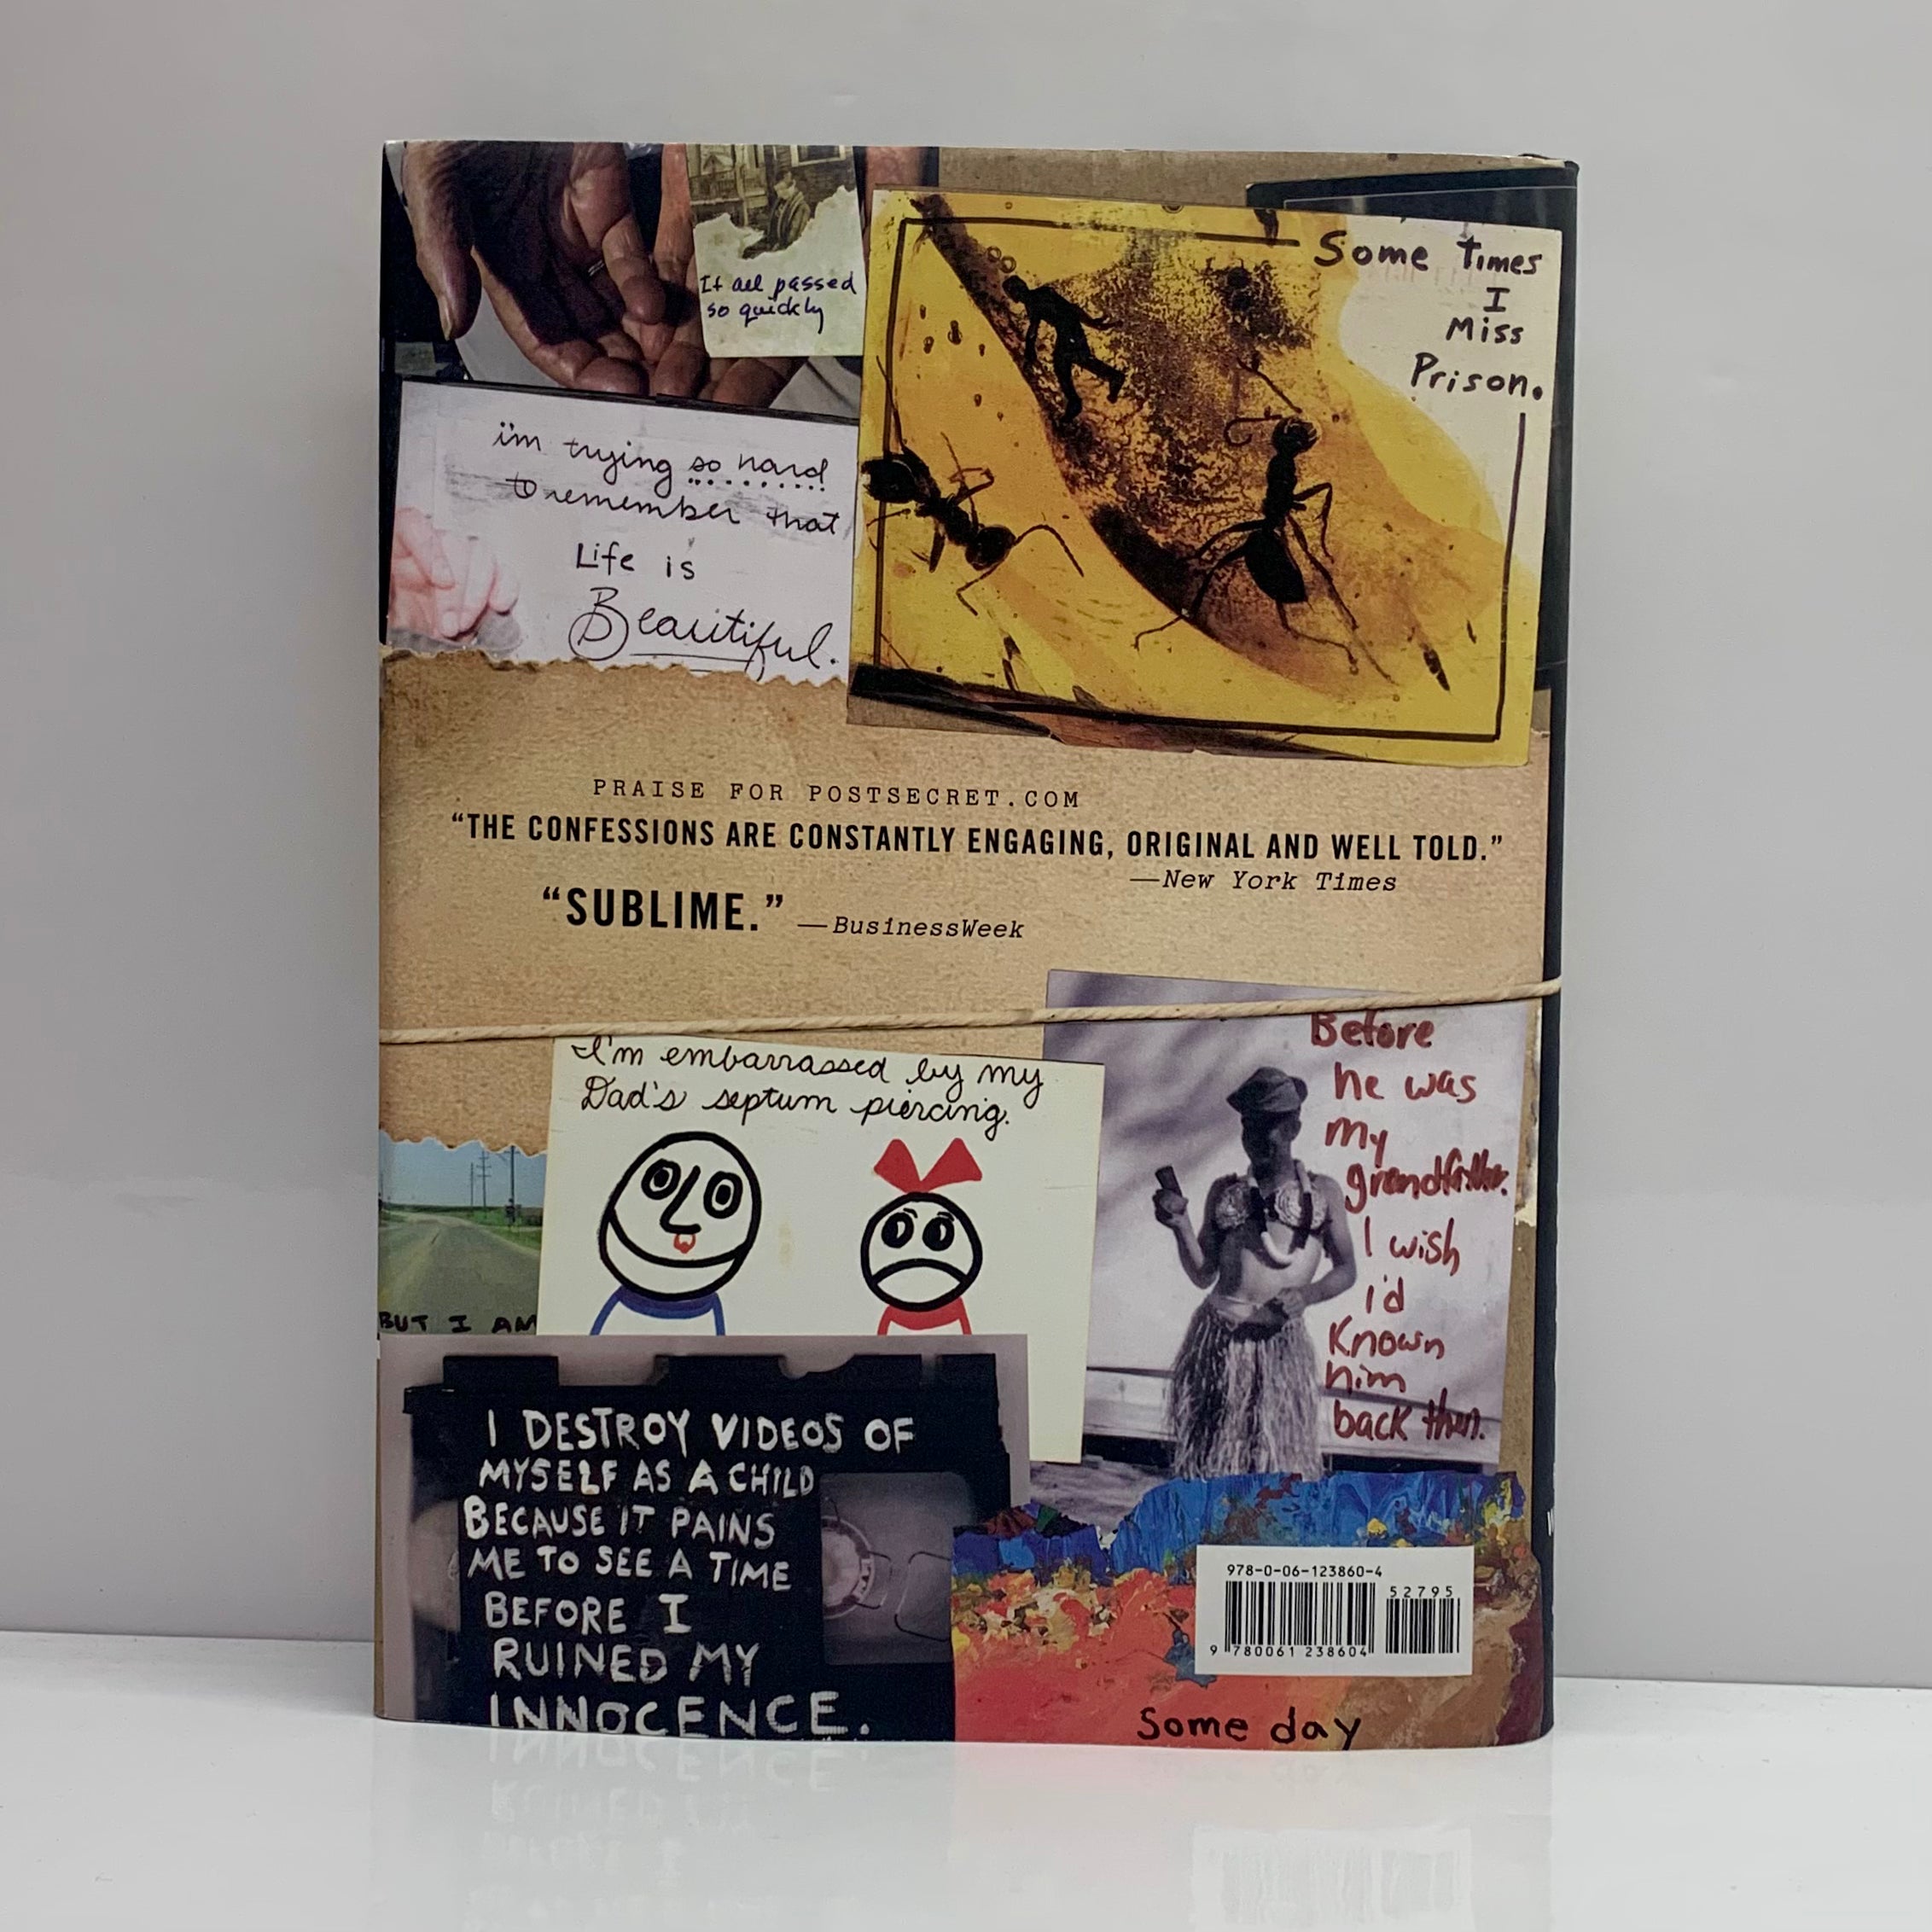 It all passed
so quickly
Some Times
I
Miss
Prison.
i'm trying so hard
to remember that
Life is
Beautiful.
PRAISE FOR POSTSECRET.COM
“THE CONFESSIONS ARE CONSTANTLY ENGAGING, ORIGINAL AND WELL TOLD.”
—New York Times
“SUBLIME.” —BusinessWeek
I'm embarrassed by my
Dad's septum piercing.
Before
he was
my
grandfather.
I wish
i'd
Known
him
back then.
BUT I AM
I DESTROY VIDEOS OF
MYSELF AS A CHILD
BECAUSE IT PAINS
ME TO SEE A TIME
BEFORE I
RUINED MY
INNOCENCE.
978-0-06-123860-4
52795
9 780061 238604
Some day